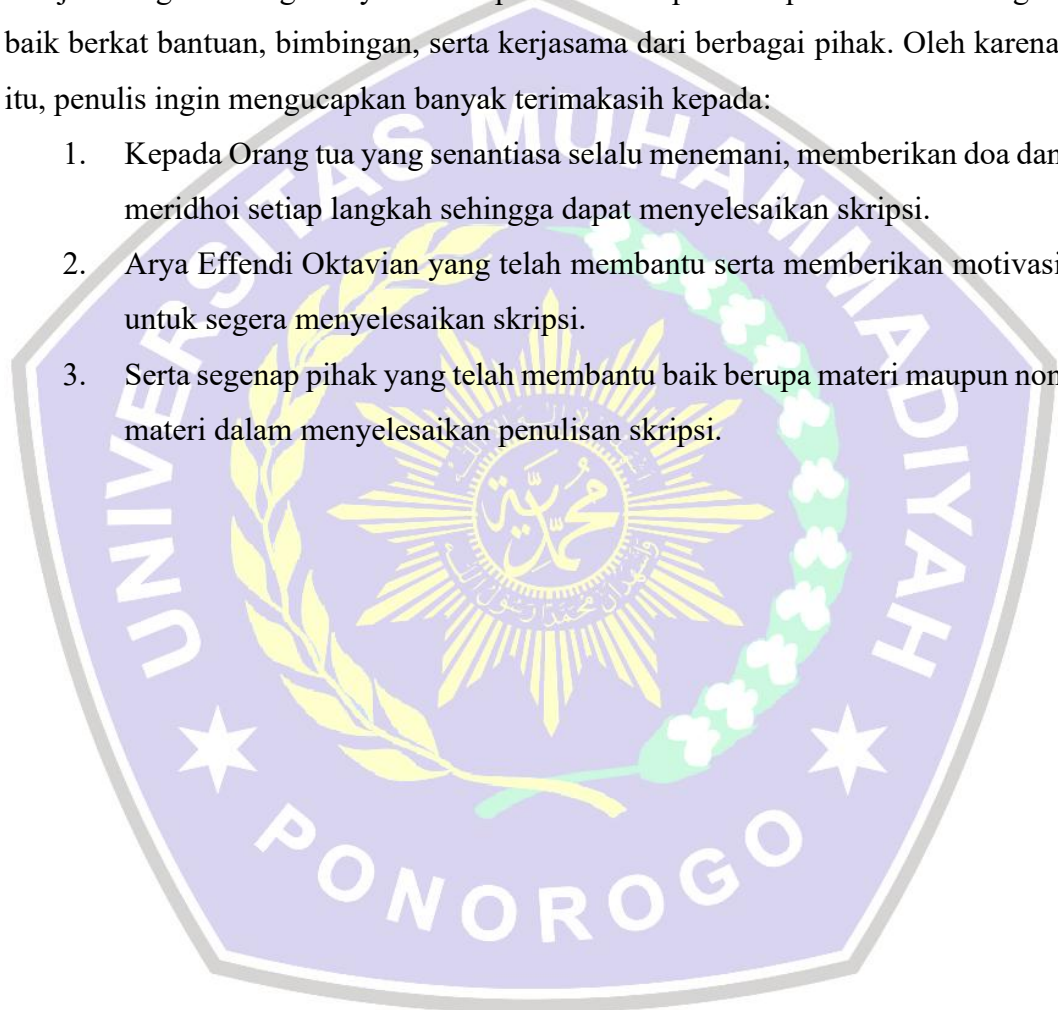 baik berkat bantuan, bimbingan, serta kerjasama dari berbagai pihak. Oleh karena
itu, penulis ingin mengucapkan banyak terimakasih kepada:
1. Kepada Orang tua yang senantiasa selalu menemani, memberikan doa dan
meridhoi setiap langkah sehingga dapat menyelesaikan skripsi.
2. Arya Effendi Oktavian yang telah membantu serta memberikan motivasi
untuk segera menyelesaikan skripsi.
3. Serta segenap pihak yang telah membantu baik berupa materi maupun non
materi dalam menyelesaikan penulisan skripsi.
UNIVERSITAS MUHAMMADIYAH
PONOROGO
محمدية